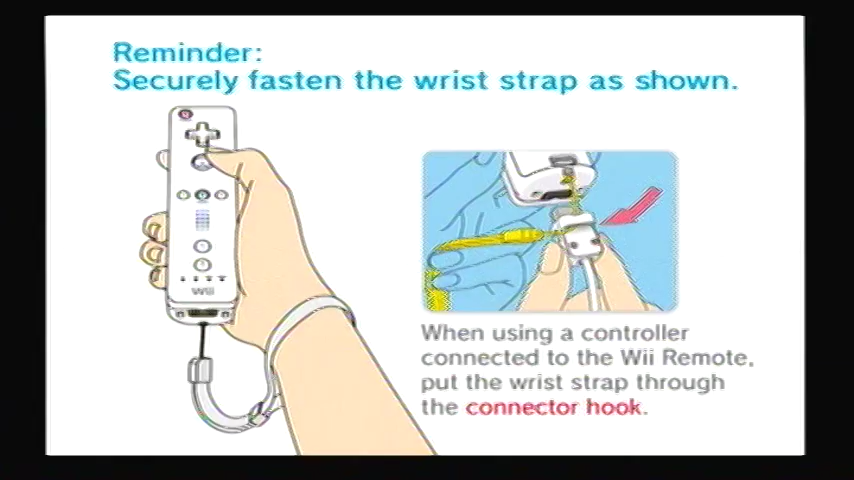 Reminder:
Securely fasten the wrist strap as shown.
Wii
When using a controller
connected to the Wii Remote,
put the wrist strap through
the connector hook.